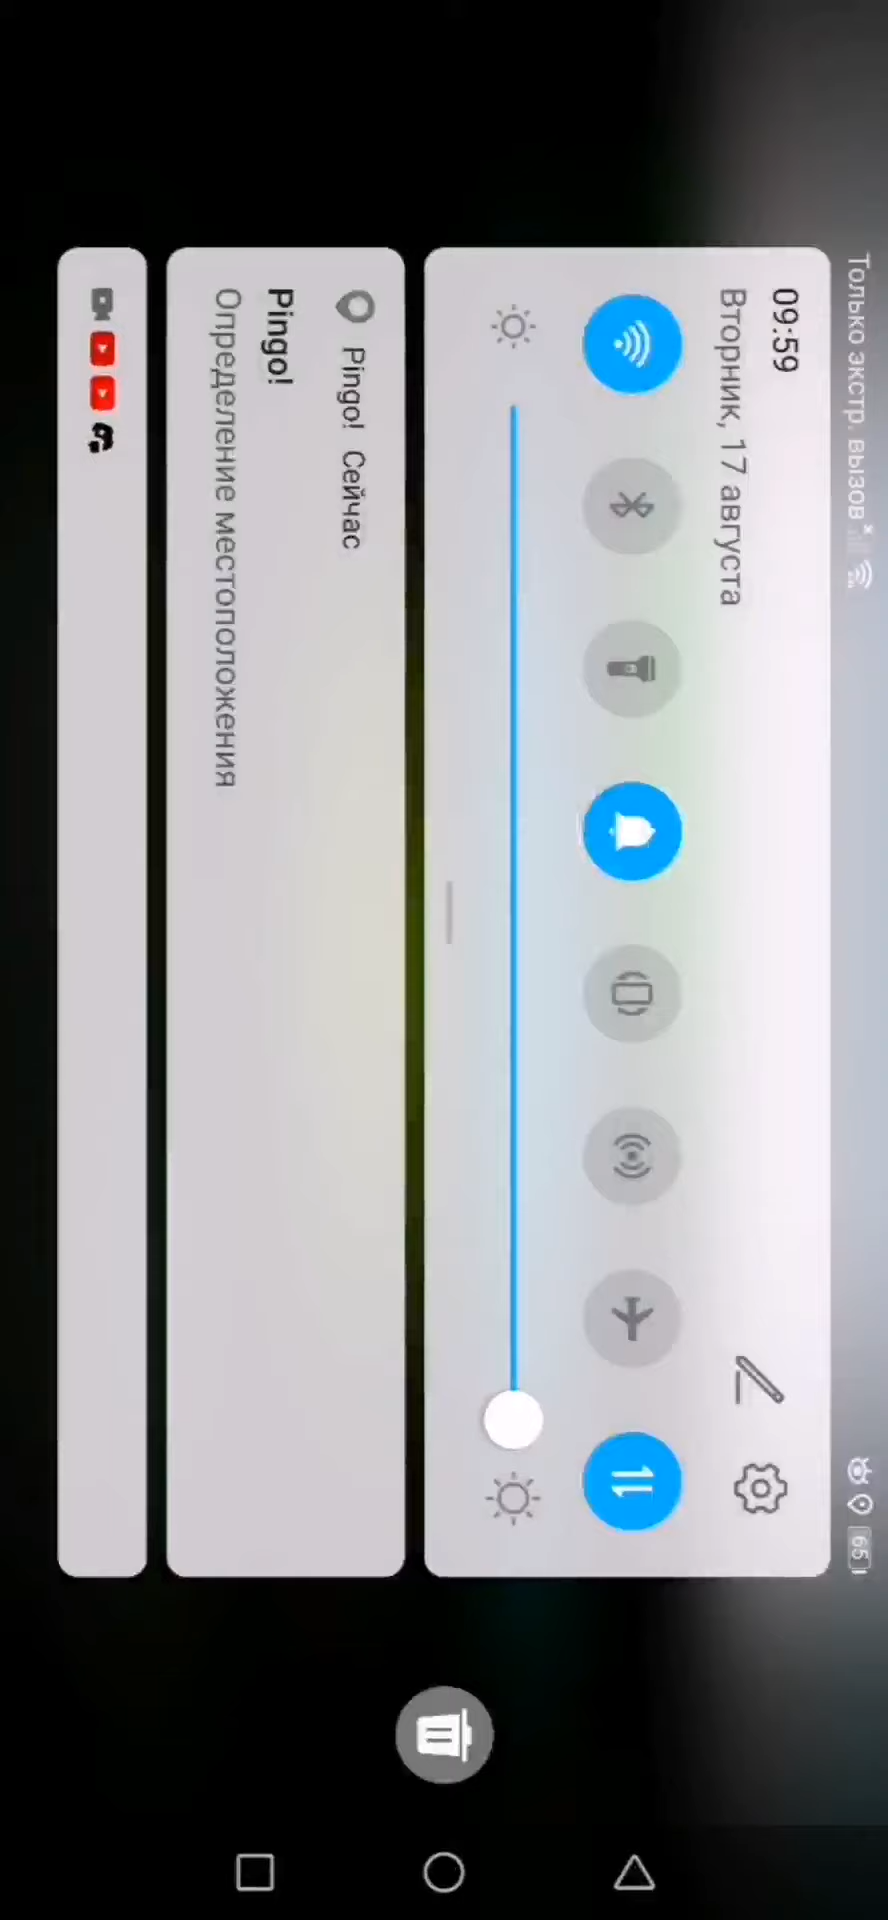 Только экстр. вызов
65
09:59
Вторник, 17 августа
Pingo! Сейчас
Pingo!
Определение местоположения